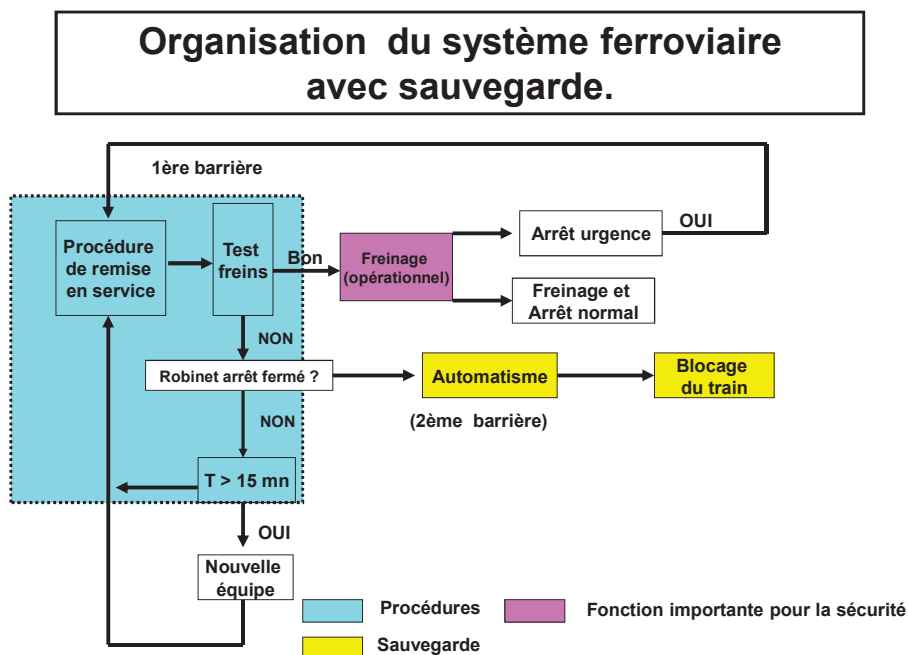 Organisation du système ferroviaire
avec sauvegarde.
1ère barrière
Procédure
de remise
en service
Test
freins
Bon
Freinage
(opérationnel)
Arrêt urgence
OUI
Freinage et
Arrêt normal
NON
Robinet arrêt fermé ?
Automatisme
Blocage
du train
(2ème barrière)
NON
T > 15 mn
OUI
Nouvelle
équipe
Procédures
Fonction importante pour la sécurité
Sauvegarde